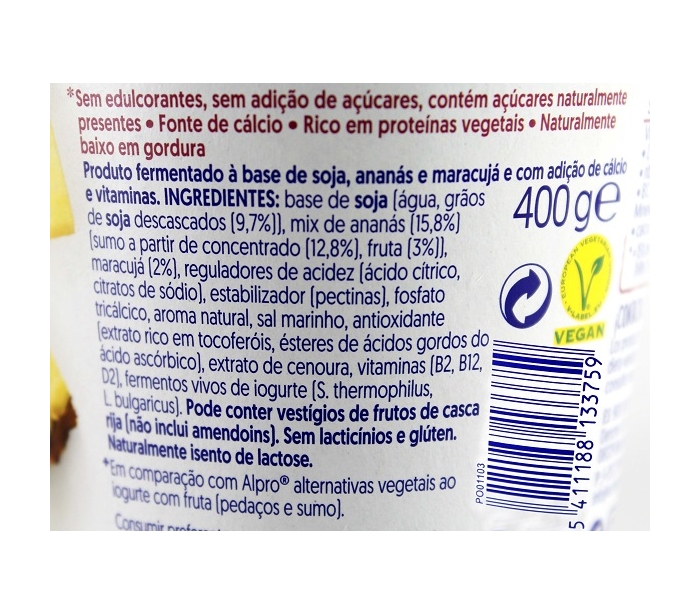 *Sem edulcorantes, sem adição de açúcares, contém açúcares naturalmente
presentes • Fonte de cálcio • Rico em proteínas vegetais • Naturalmente
baixo em gordura
Produto fermentado à base de soja, ananás e maracujá e com adição de cálcio
e vitaminas. INGREDIENTES: base de soja (água, grãos
de soja descascados (9,7%)), mix de ananás (15,8%)
(sumo a partir de concentrado (12,8%), fruta (3%)),
maracujá (2%), reguladores de acidez (ácido cítrico,
citratos de sódio), estabilizador (pectinas), fosfato
tricálcico, aroma natural, sal marinho, antioxidante
(extrato rico em tocoferóis, ésteres de ácidos gordos do
ácido ascórbico), extrato de cenoura, vitaminas (B2, B12,
D2), fermentos vivos de iogurte (S. thermophilus,
L. bulgaricus). Pode conter vestígios de frutos de casca
rija (não inclui amendoins). Sem lacticínios e glúten.
Naturalmente isento de lactose.
*Em comparação com Alpro® alternativas vegetais ao
iogurte com fruta (pedaços e sumo).
Consumir
400 g e
EUROPEAN VEGETARIAN
V-LABEL.EU
VEGAN
PO01103
5 411188 133759